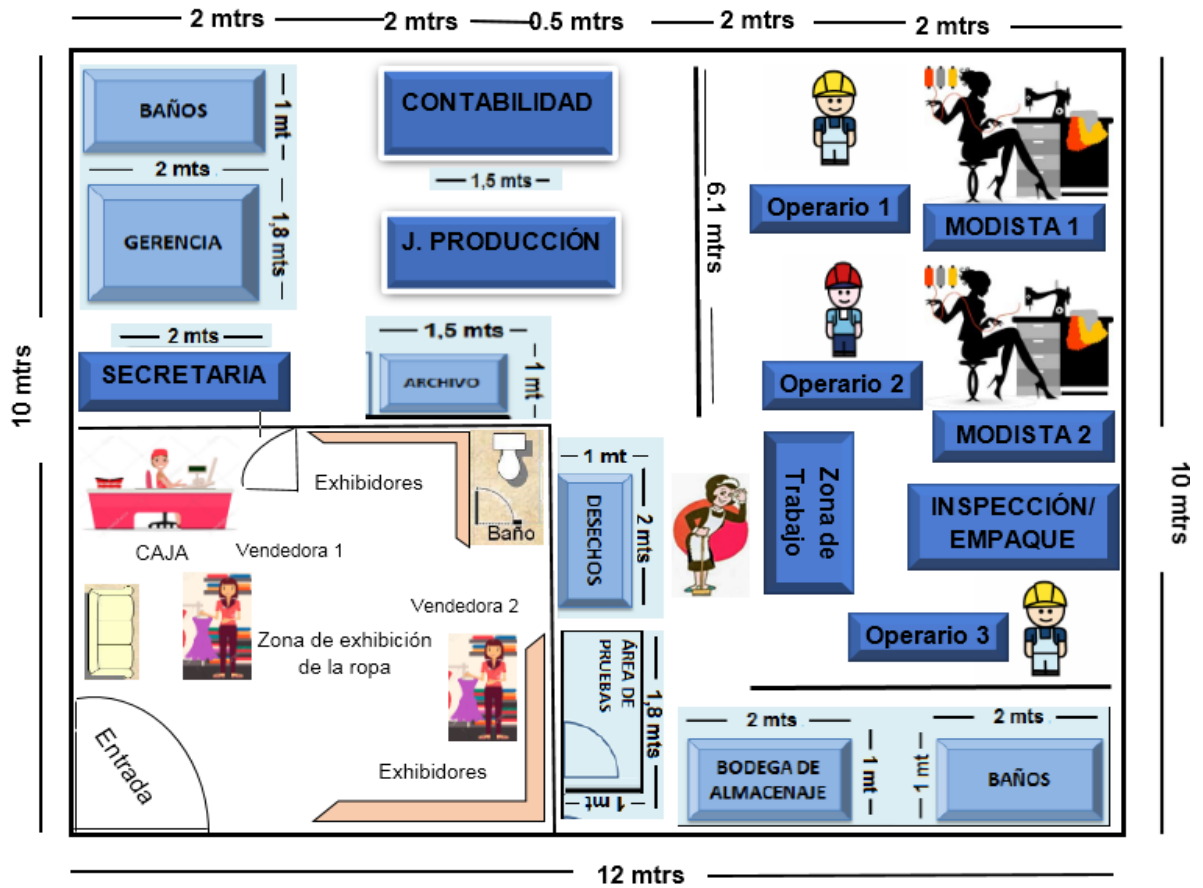 2 mtrs
2 mtrs
0.5 mtrs
2 mtrs
2 mtrs
BAÑOS
1 mt
2 mts
GERENCIA
1,8 mts
2 mts
SECRETARIA
CONTABILIDAD
1,5 mts
J. PRODUCCIÓN
1,5 mts
ARCHIVO
1 mt
6.1 mtrs
Operario 1
MODISTA 1
Operario 2
MODISTA 2
Zona de
Trabajo
INSPECCIÓN/
EMPAQUE
Operario 3
10 mtrs
10 mtrs
Exhibidores
Baño
CAJA
Vendedora 1
Vendedora 2
Zona de exhibición
de la ropa
Entrada
Exhibidores
1 mt
DESECHOS
2 mts
ÁREA DE
PRUEBAS
1,8 mts
1 mt
2 mts
BODEGA DE
ALMACENAJE
1 mt
1 mt
2 mts
BAÑOS
12 mtrs